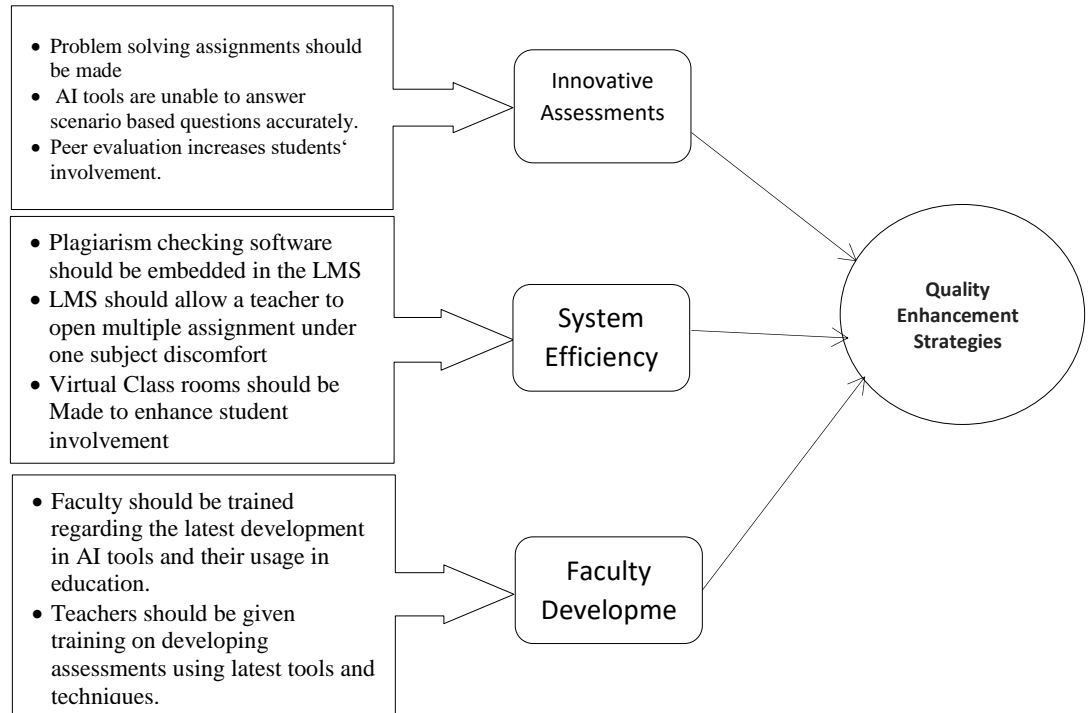 • Problem solving assignments should
be made
• AI tools are unable to answer
scenario based questions accurately.
• Peer evaluation increases students‘
involvement.
Innovative
Assessments
• Plagiarism checking software
should be embedded in the LMS
• LMS should allow a teacher to
open multiple assignment under
one subject discomfort
• Virtual Class rooms should be
Made to enhance student
involvement
System
Efficiency
Quality
Enhancement
Strategies
• Faculty should be trained
regarding the latest development
in AI tools and their usage in
education.
• Teachers should be given
training on developing
assessments using latest tools and
techniques.
Faculty
Developme